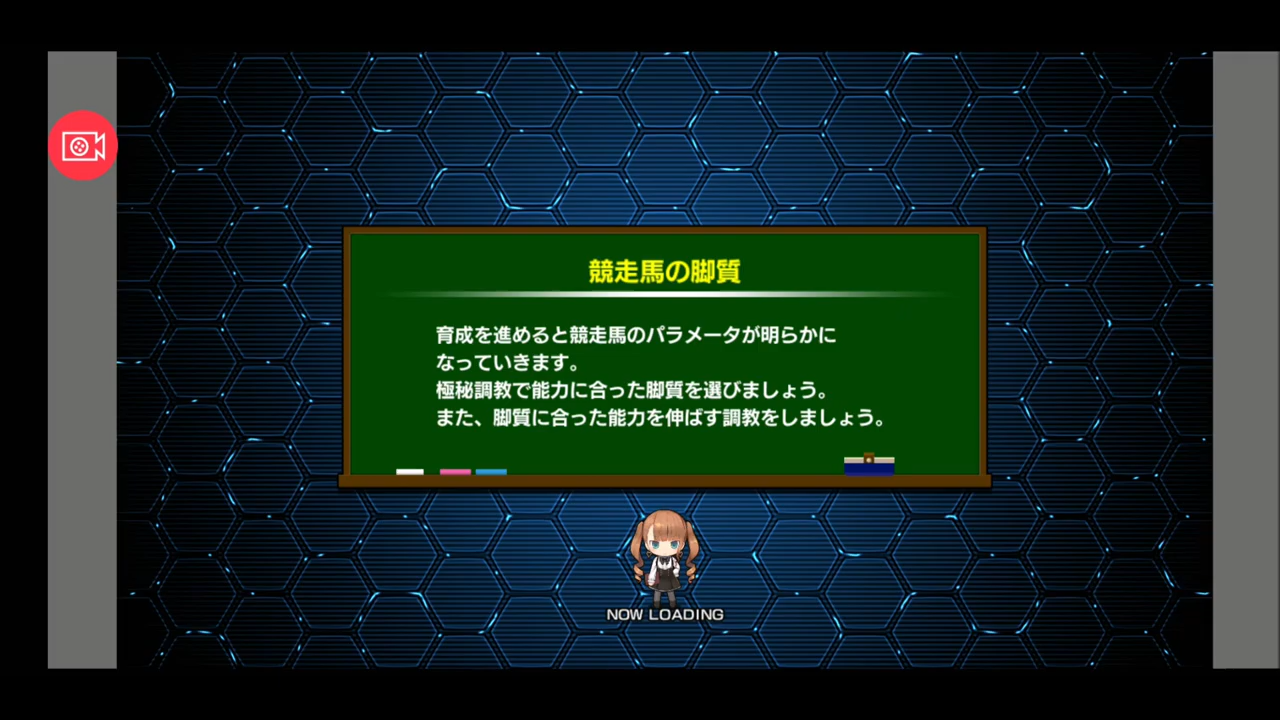 競走馬の脚質
育成を進めると競走馬のパラメータが明らかに
なっていきます。
極秘調教で能力に合った脚質を選びましょう。
また、脚質に合った能力を伸ばす調教をしましょう。
NOW LOADING